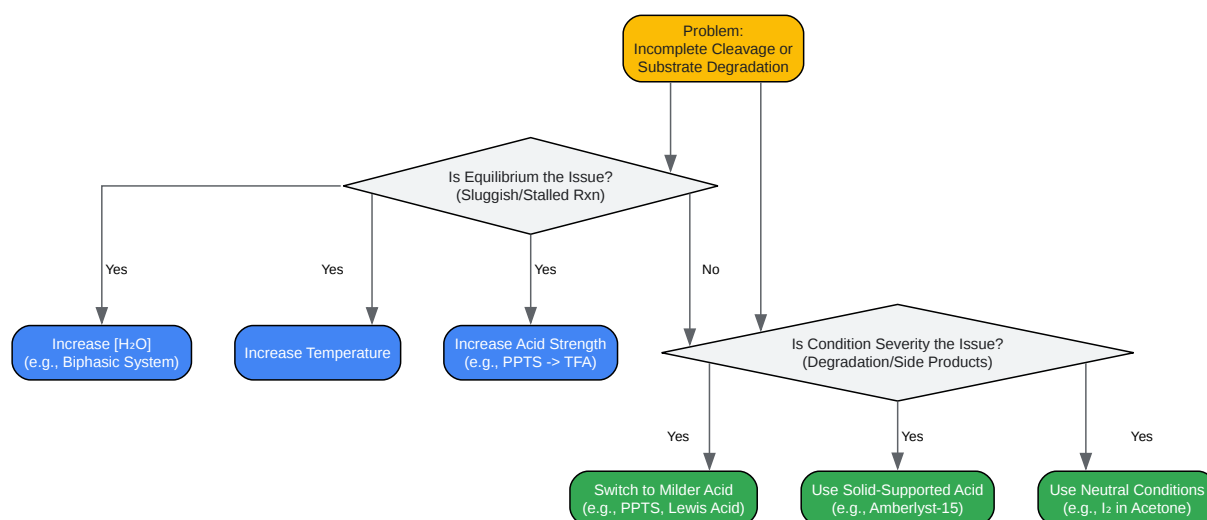 Problem:
Incomplete Cleavage or
Substrate Degradation
Is Equilibrium the Issue?
(Sluggish/Stalled Rxn)
Yes
Yes
Yes
No
Increase [H₂O]
(e.g., Biphasic System)
Increase Temperature
Increase Acid Strength
(e.g., PPTS -> TFA)
Is Condition Severity the Issue?
(Degradation/Side Products)
Yes
Yes
Yes
Switch to Milder Acid
(e.g., PPTS, Lewis Acid)
Use Solid-Supported Acid
(e.g., Amberlyst-15)
Use Neutral Conditions
(e.g., I₂ in Acetone)